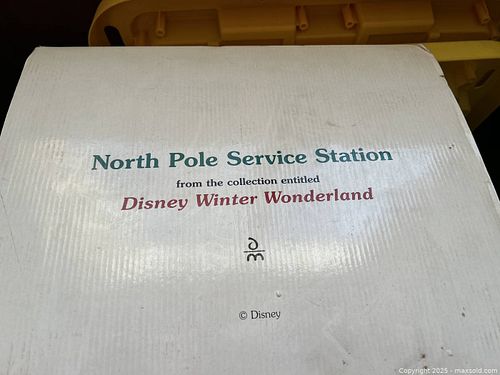 North Pole Service Station
from the collection entitled
Disney Winter Wonderland
© Disney
Copyright 2025 - maxsold.com